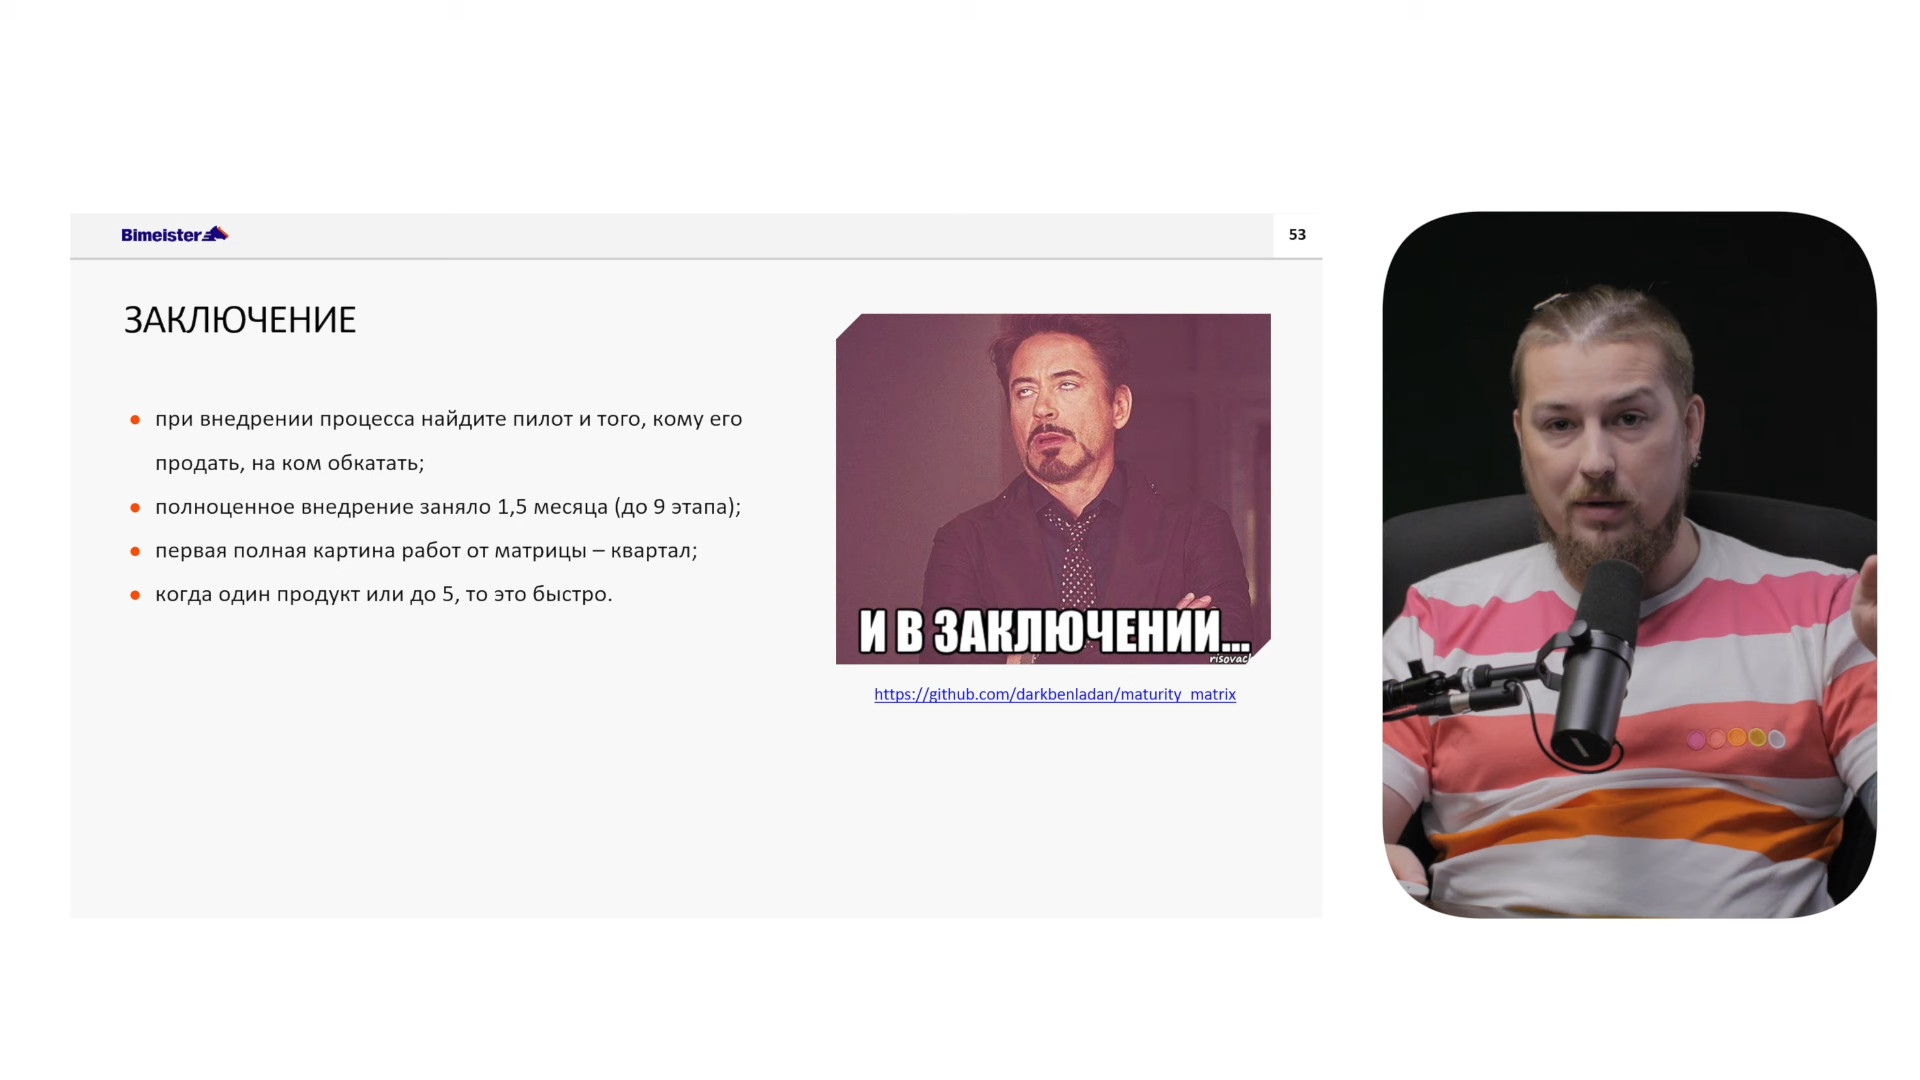 Bimeister
53
ЗАКЛЮЧЕНИЕ
при внедрении процесса найдите пилот и того, кому его
продать, на ком обкатать;
полноценное внедрение заняло 1,5 месяца (до 9 этапа);
первая полная картина работ от матрицы – квартал;
когда один продукт или до 5, то это быстро.
И В ЗАКЛЮЧЕНИИ...
risovac
https://github.com/darkbenladan/maturity_matrix